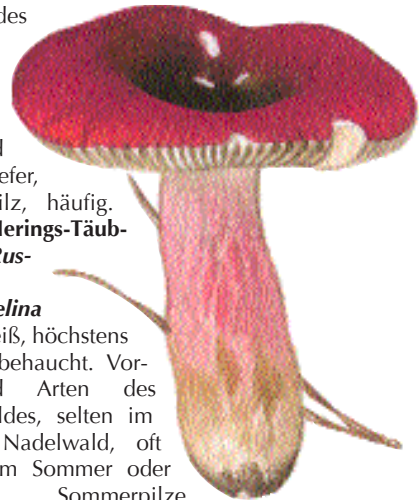 des
d
efer,
ilz, häufig.
Herings-Täub-
Rus-
elina
eiß, höchstens
behaucht. Vor-
d Arten des
ldes, selten im
Nadelwald, oft
m Sommer oder
Sommerpilze